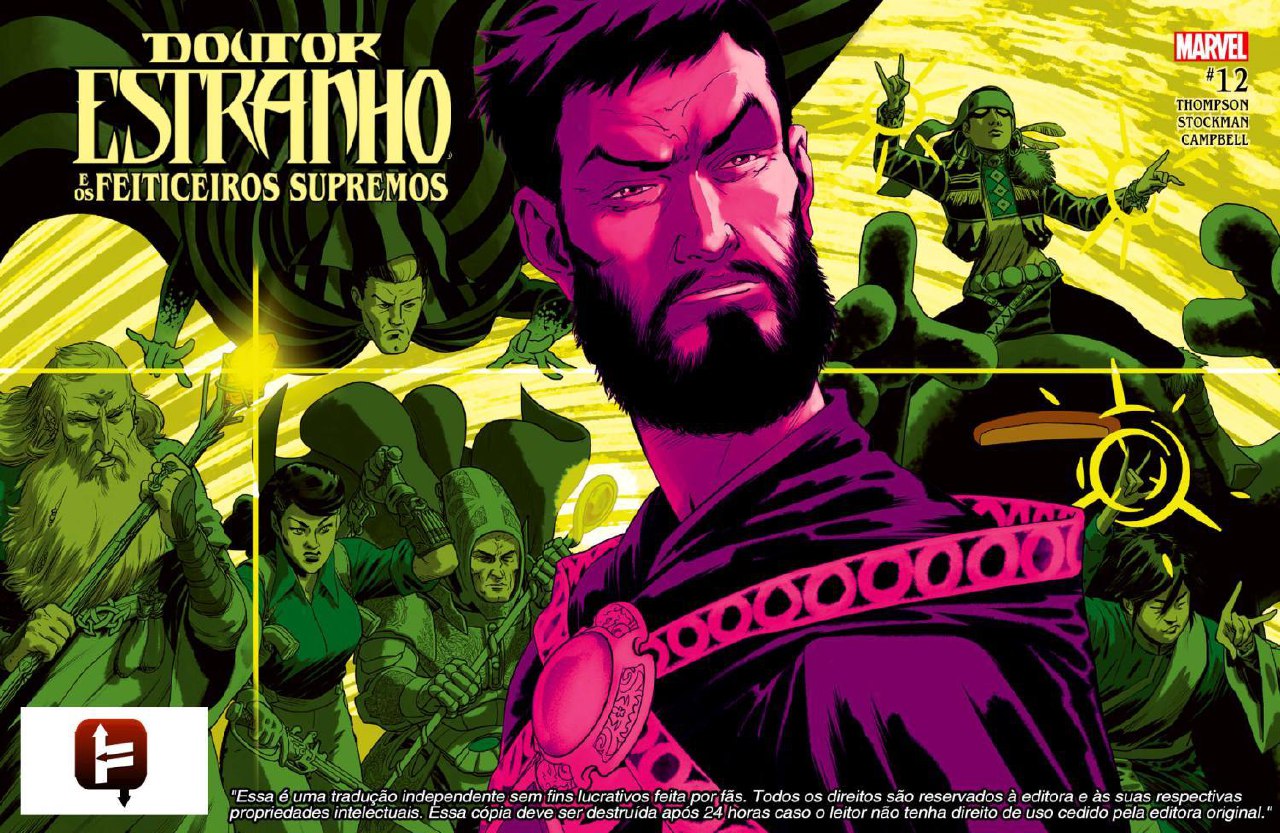 DOUTOR
ESTRANHO
E OS FEITICEIROS SUPREMOS
MARVEL
#12
THOMPSON
STOCKMAN
CAMPBELL
"Essa é uma tradução independente sem fins lucrativos feita por fãs. Todos os direitos são reservados à editora e às suas respectivas
propriedades intelectuais. Essa cópia deve ser destruída após 24 horas caso o leitor não tenha direito de uso cedido pela editora original."